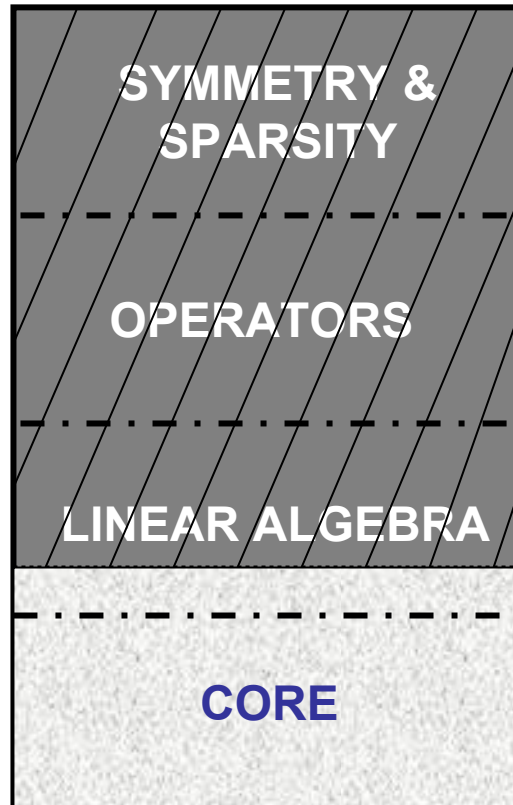 SYMMETRY &
SPARSITY
OPERATORS
LINEAR ALGEBRA
CORE